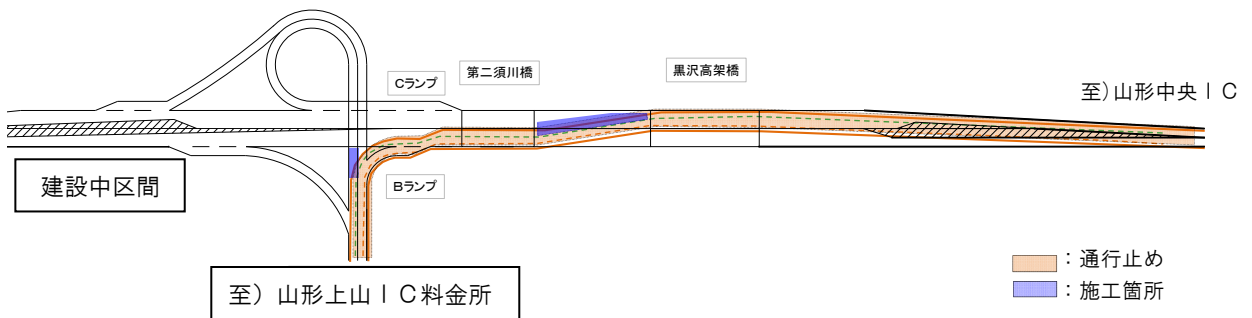 第二須川橋
黒沢高架橋
Cランプ
至)山形中央ＩＣ
建設中区間
Bランプ
至）山形上山ＩＣ料金所
：通行止め
：施工箇所